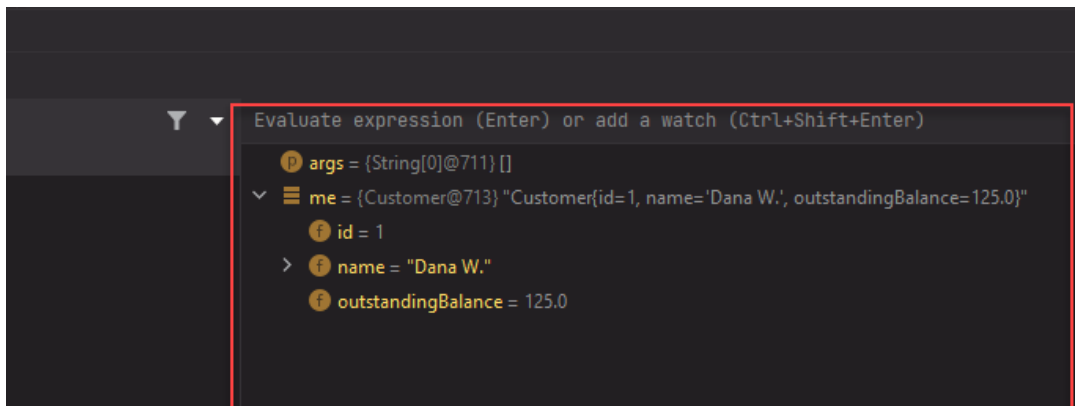 Evaluate expression (Enter) or add a watch (Ctrl+Shift+Enter)
p args = {String[0]@711} []
me = {Customer@713} "Customer{id=1, name='Dana W.', outstandingBalance=125.0}"
f id = 1
f name = "Dana W."
f outstandingBalance = 125.0